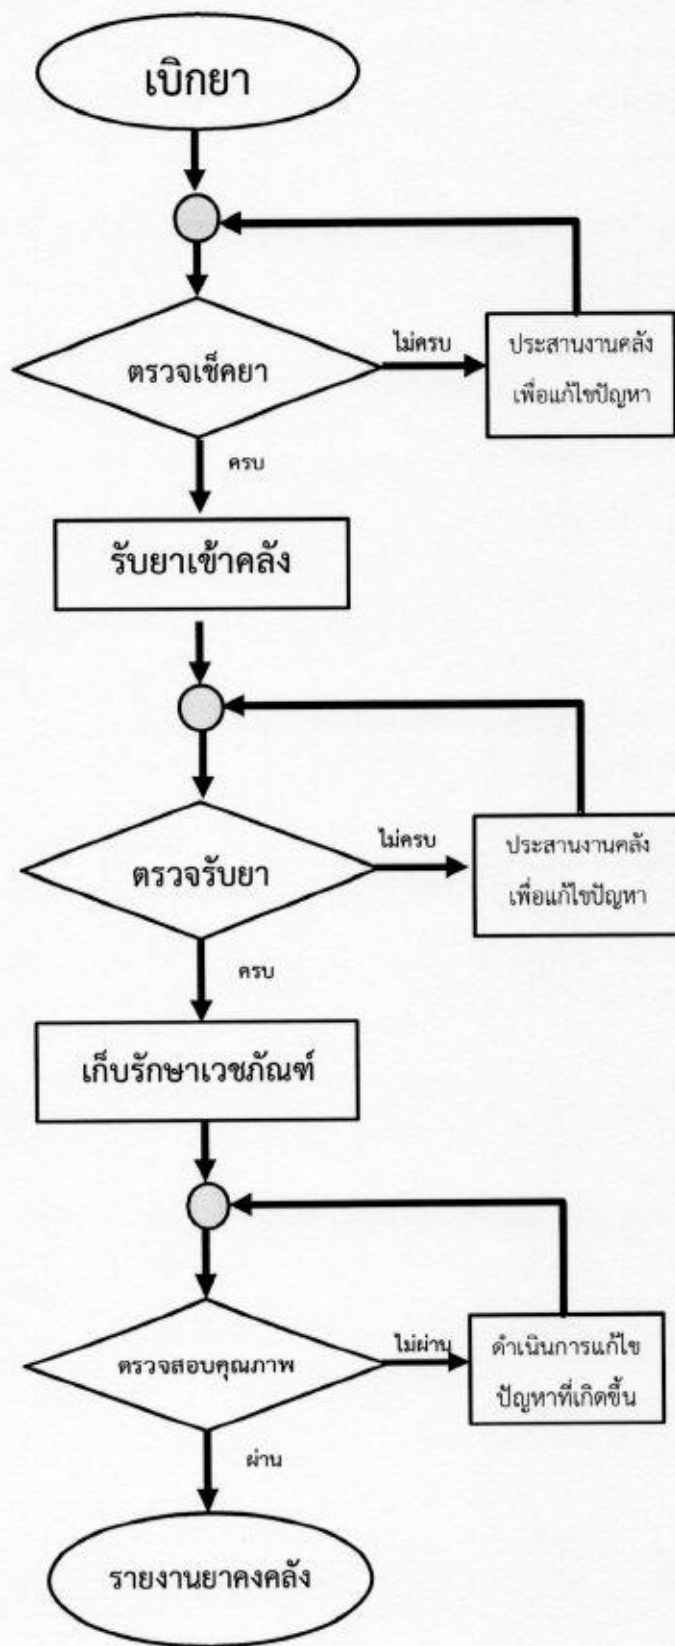 เบิกยา
ตรวจเช็คยา
ไม่ครบ
ประสานงานคลัง
เพื่อแก้ไขปัญหา
ครบ
รับยาเข้าคลัง
ตรวจรับยา
ไม่ครบ
ประสานงานคลัง
เพื่อแก้ไขปัญหา
ครบ
เก็บรักษาเวชภัณฑ์
ตรวจสอบคุณภาพ
ไม่ผ่าน
ดำเนินการแก้ไข
ปัญหาที่เกิดขึ้น
ผ่าน
รายงานยาคงคลัง